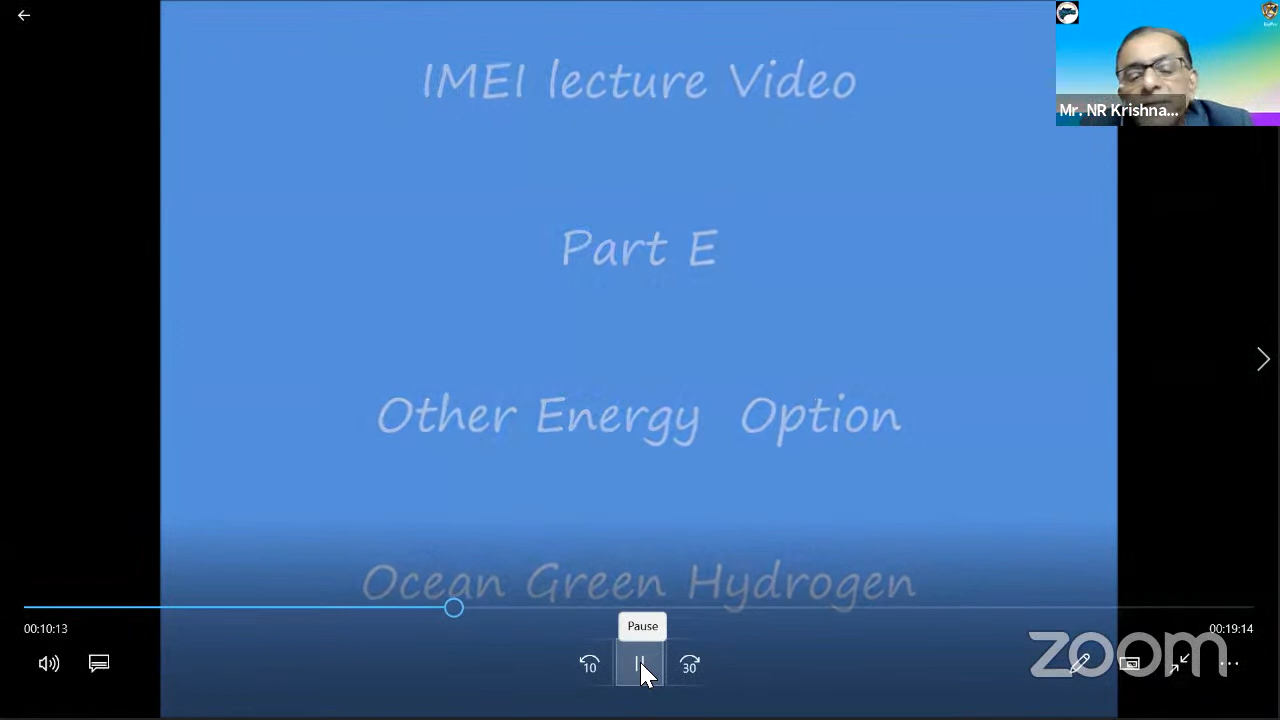 IMEI lecture Video
Mr. NR Krishna...
Part E
Other Energy Option
Ocean Green Hydrogen
Pause
00:10:13
00:19:14
10
30
zoom